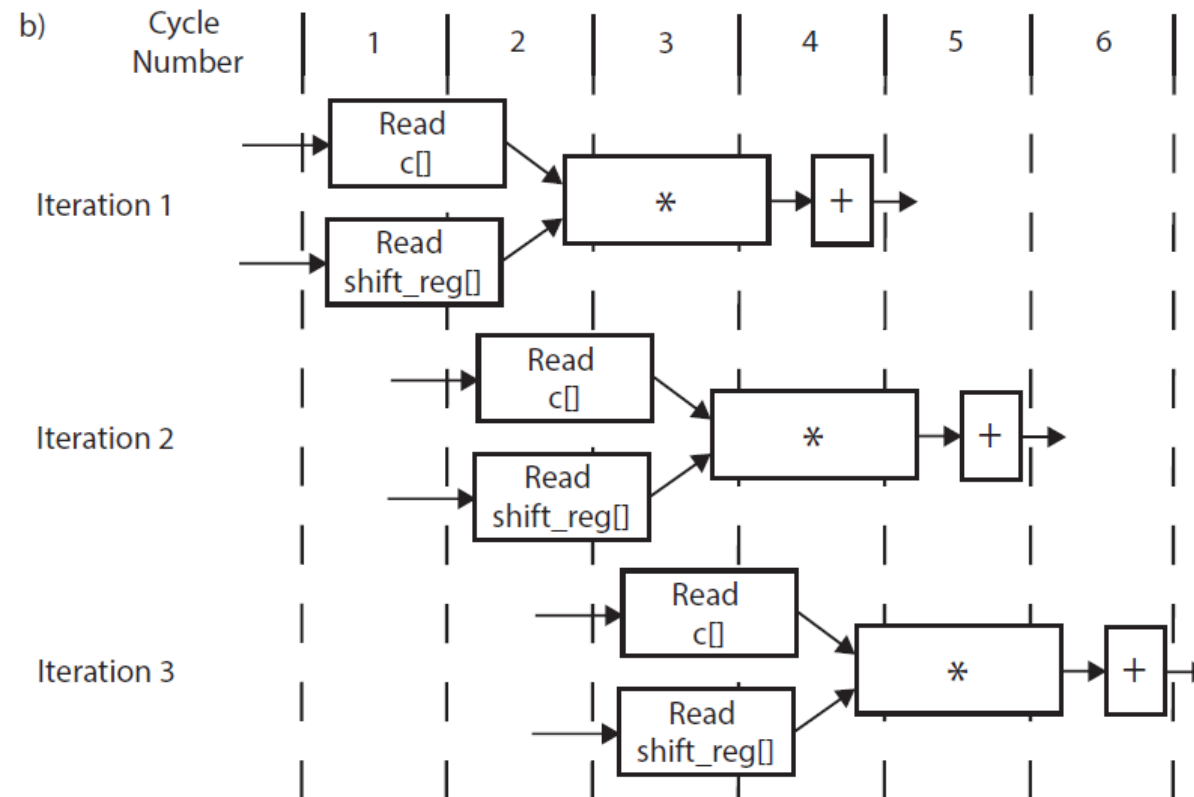 b)
Cycle
Number
1
2
3
4
5
6
Iteration 1
Read
c[]
Read
shift_reg[]
*
+
Iteration 2
Read
c[]
Read
shift_reg[]
*
+
Iteration 3
Read
c[]
Read
shift_reg[]
*
+